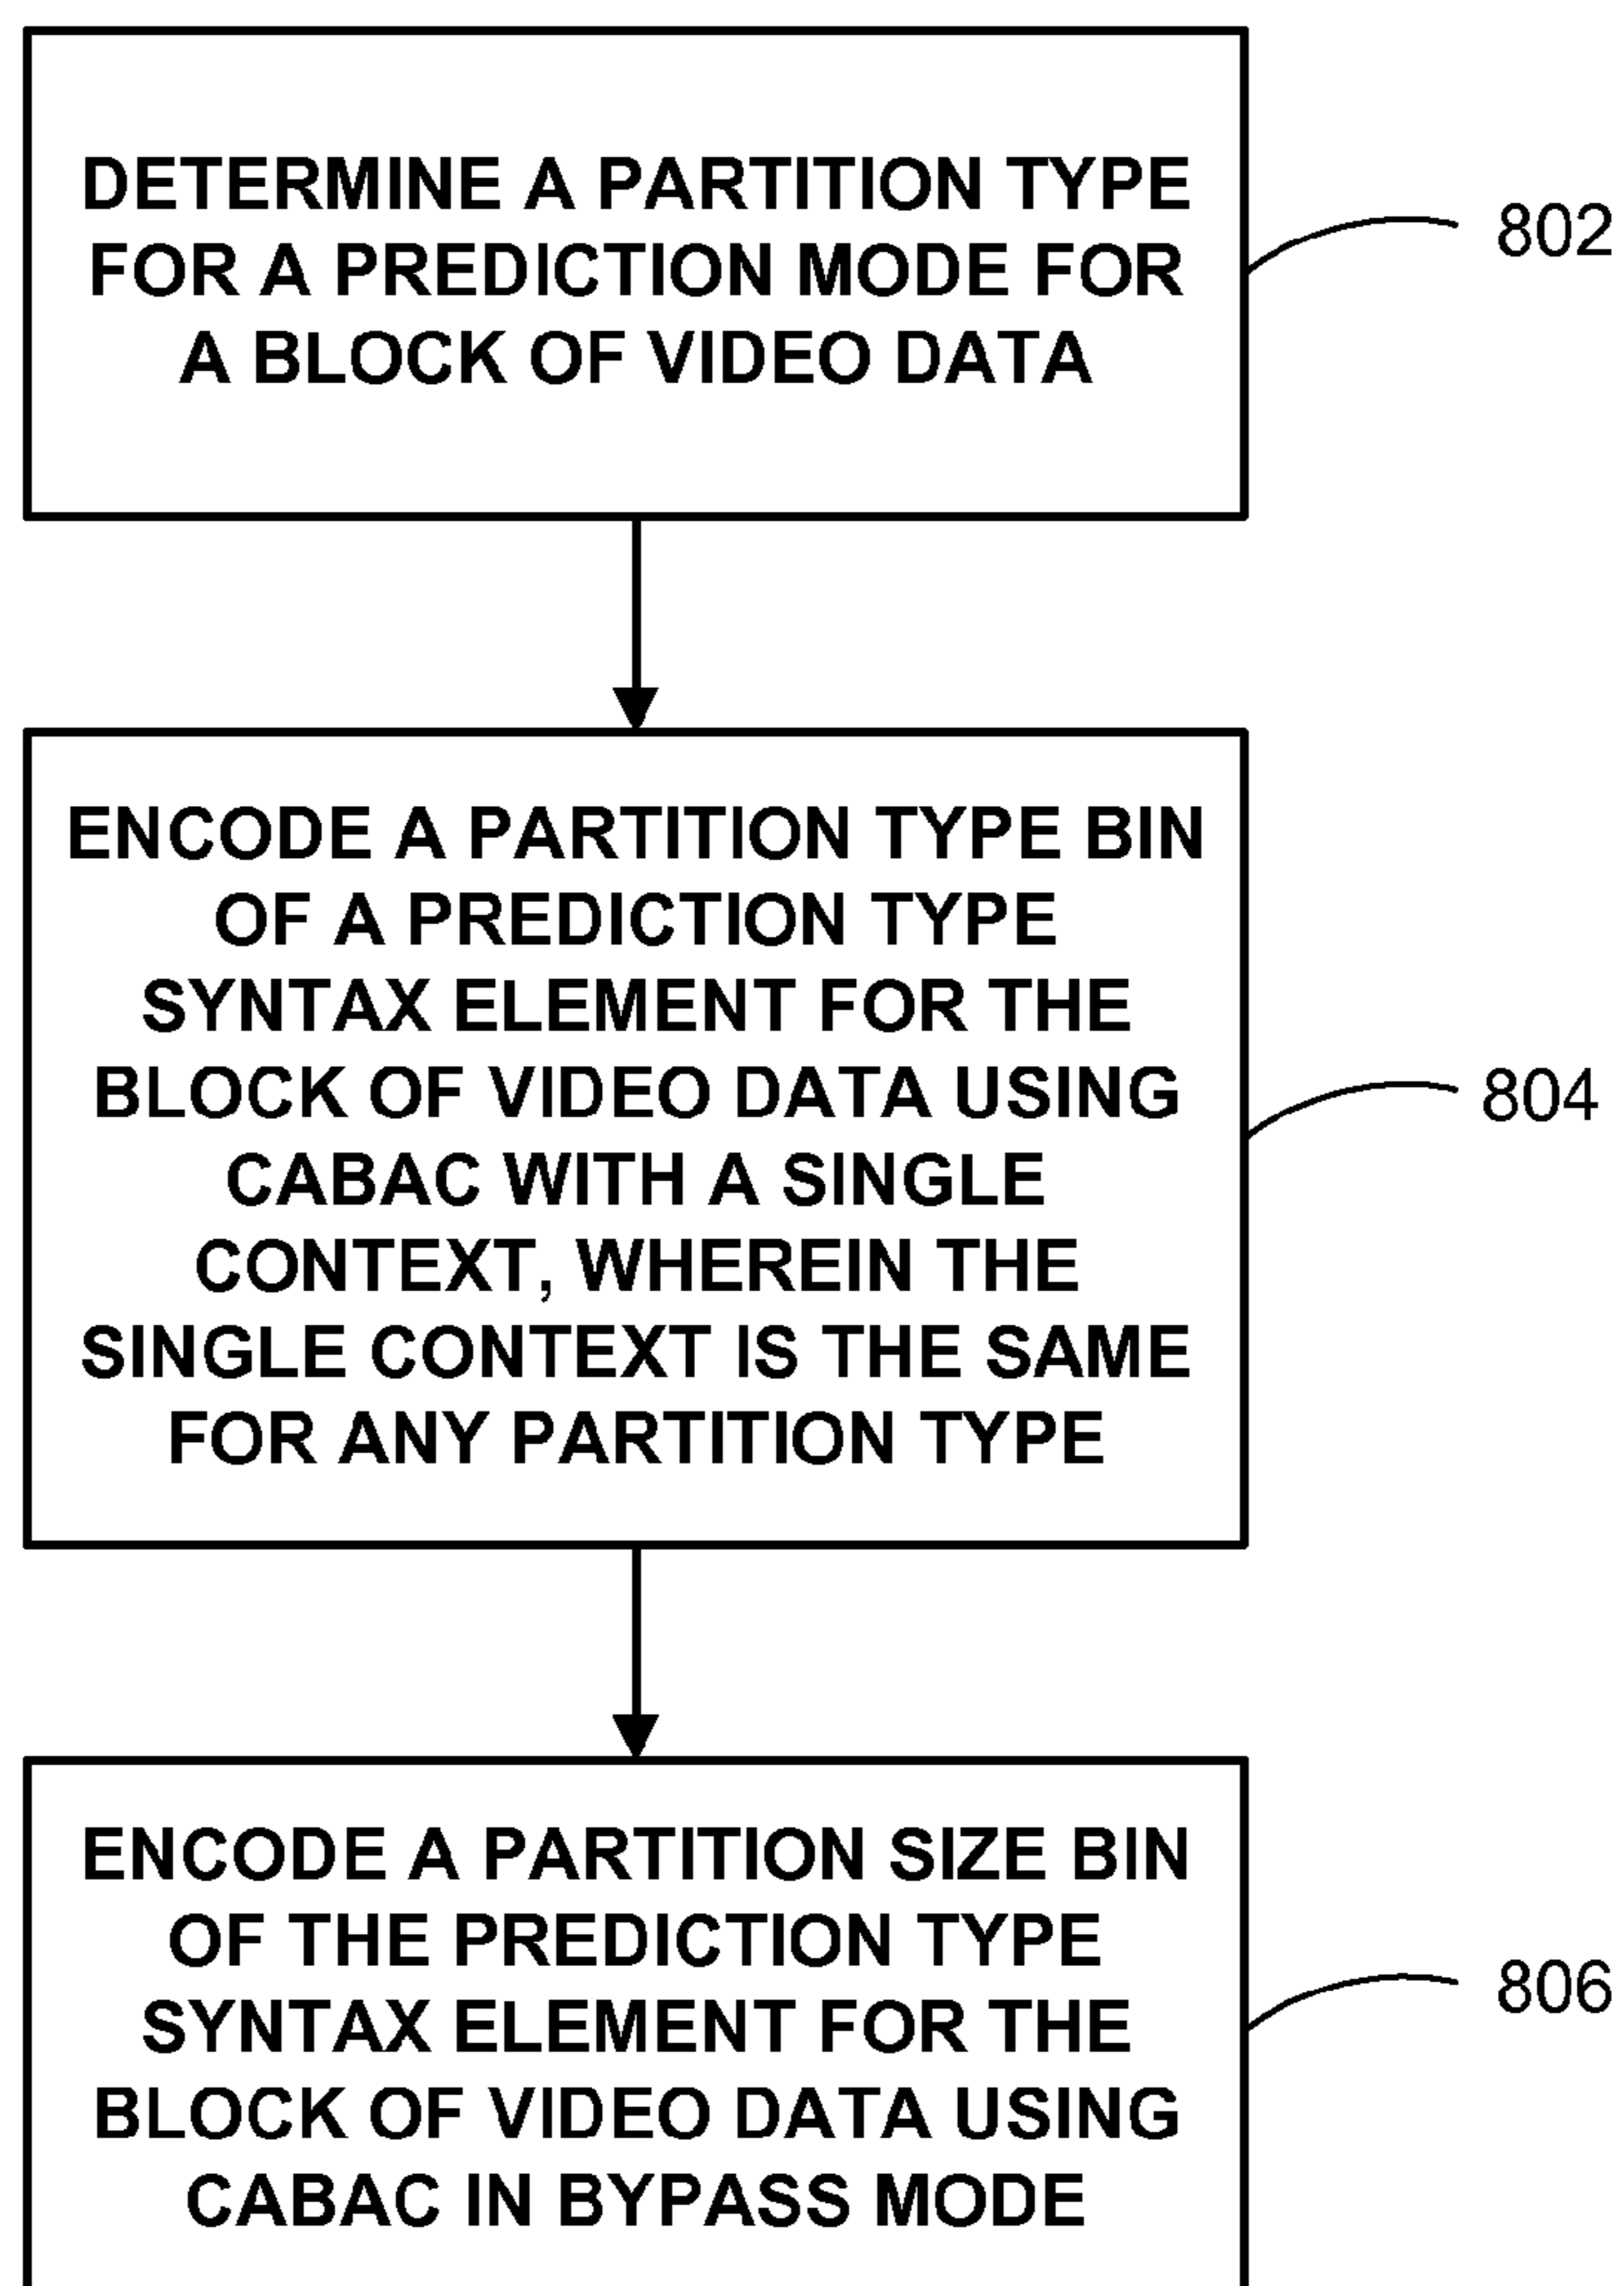 DETERMINE A PARTITION TYPE
FOR A PREDICTION MODE FOR
A BLOCK OF VIDEO DATA
802
ENCODE A PARTITION TYPE BIN
OF A PREDICTION TYPE
SYNTAX ELEMENT FOR THE
BLOCK OF VIDEO DATA USING
CABAC WITH A SINGLE
CONTEXT, WHEREIN THE
SINGLE CONTEXT IS THE SAME
FOR ANY PARTITION TYPE
804
ENCODE A PARTITION SIZE BIN
OF THE PREDICTION TYPE
SYNTAX ELEMENT FOR THE
BLOCK OF VIDEO DATA USING
CABAC IN BYPASS MODE
806